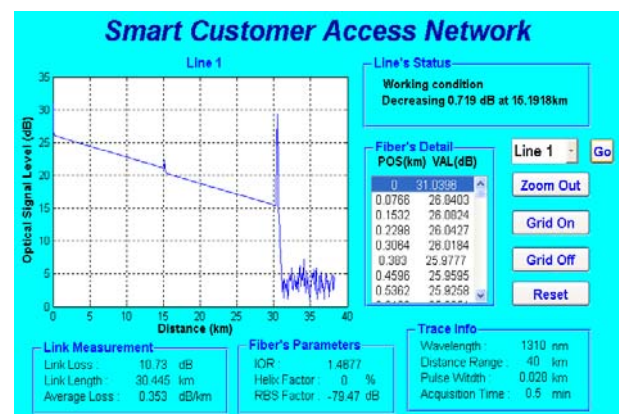 Smart Customer Access Network
Line 1
Optical Signal Level (dB)
35
30
25
20
15
10
5
0
0 5 10 15 20 25 30 35 40
Distance (km)
Line's Status
Working condition
Decreasing 0.719 dB at 15.1918km
Fiber's Detail
POS(km) VAL(dB)
0 31.0398
0.0766 26.8403
0.1532 26.0824
0.2298 26.0427
0.3064 26.0184
0.383 25.9777
0.4596 25.9595
0.5362 25.9258
Line 1
Go
Zoom Out
Grid On
Grid Off
Reset
Link Measurement
Link Loss : 10.73 dB
Link Length : 30.445 km
Average Loss : 0.353 dB/km
Fiber's Parameters
IOR : 1.4677
Helix Factor : 0 %
RBS Factor : -79.47 dB
Trace Info
Wavelength : 1310 nm
Distance Range : 40 km
Pulse Witdth : 0.020 km
Acquisition Time : 0.5 min